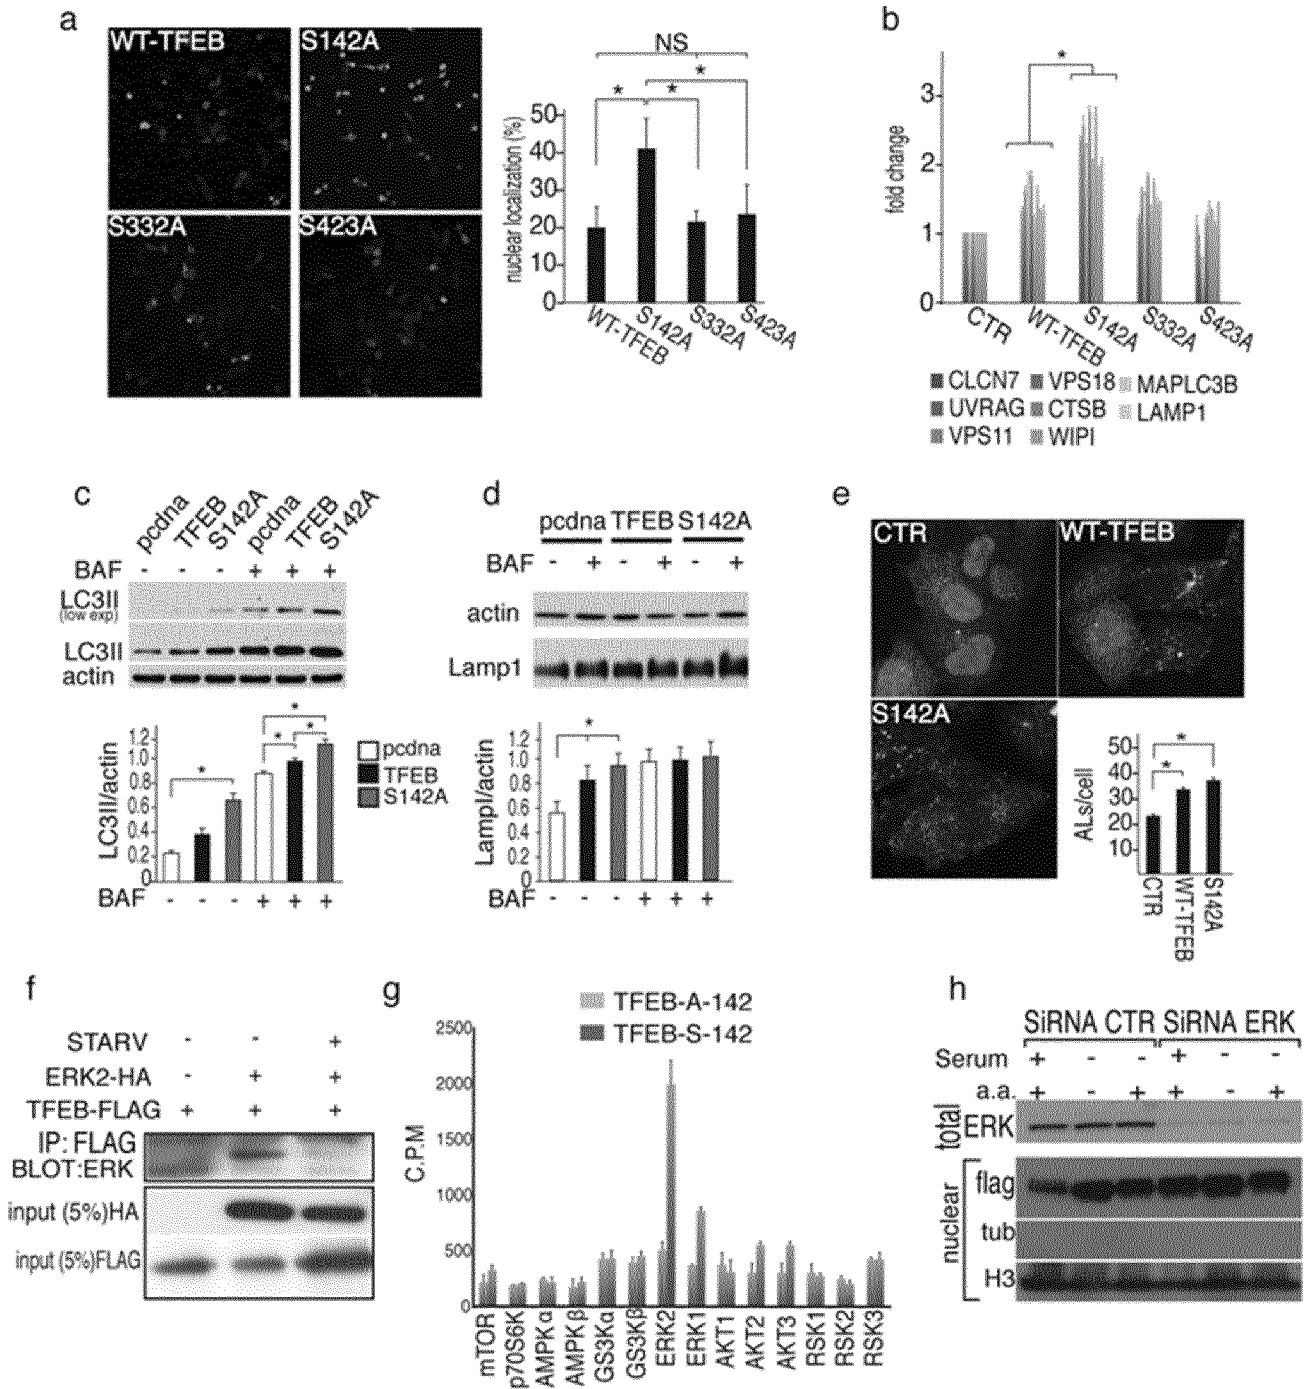 a
WT-TFEB
S142A
S332A
S423A
NS
* * *
nuclear localization (%)
50
40
30
20
10
0
WT-TFEB S142A S332A S423A
b
*
fold change
3
2
1
0
CTR WT-TFEB S142A S332A S423A
CLCN7 VPS18 MAPLC3B
UVRAG CTSB LAMP1
VPS11 WIPI
c
pcdna TFEB S142A pcdna TFEB S142A
BAF - - - + + +
LC3II
(low exp)
LC3II
actin
LC3II/actin
1.2
1.0
0.8
0.6
0.4
0.2
0
* * * *
pcdna
TFEB
S142A
BAF - - - + + +
d
pcdna TFEB S142A
BAF - + - + - +
actin
Lamp1
LampI/actin
1.2
1.0
0.8
0.6
0.4
0.2
0
*
BAF - - - + + +
e
CTR
WT-TFEB
S142A
ALs/cell
50
40
30
20
10
* *
CTR WT-TFEB S142A
f
STARV - - +
ERK2-HA - + +
TFEB-FLAG + + +
IP: FLAG
BLOT:ERK
input (5%)HA
input (5%)FLAG
g
TFEB-A-142
TFEB-S-142
C.P.M
2500
2000
1500
1000
500
0
mTOR p70S6K AMPKα AMPKβ GS3Kα GS3Kβ ERK2 ERK1 AKT1 AKT2 AKT3 RSK1 RSK2 RSK3
h
SiRNA CTR SiRNA ERK
Serum + - - + - -
a.a. + - + + - +
total ERK
nuclear
flag
tub
H3